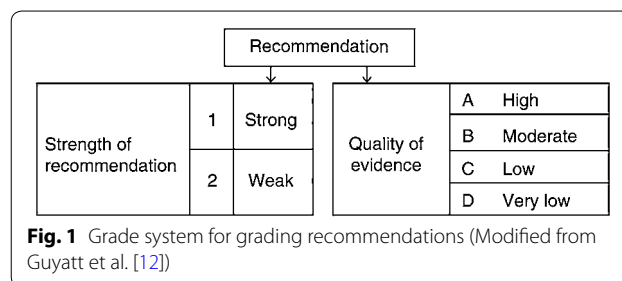 Recommendation
Strength of
recommendation
1 Strong
2 Weak
Quality of
evidence
A High
B Moderate
C Low
D Very low
Fig. 1 Grade system for grading recommendations (Modified from
Guyatt et al. [12])